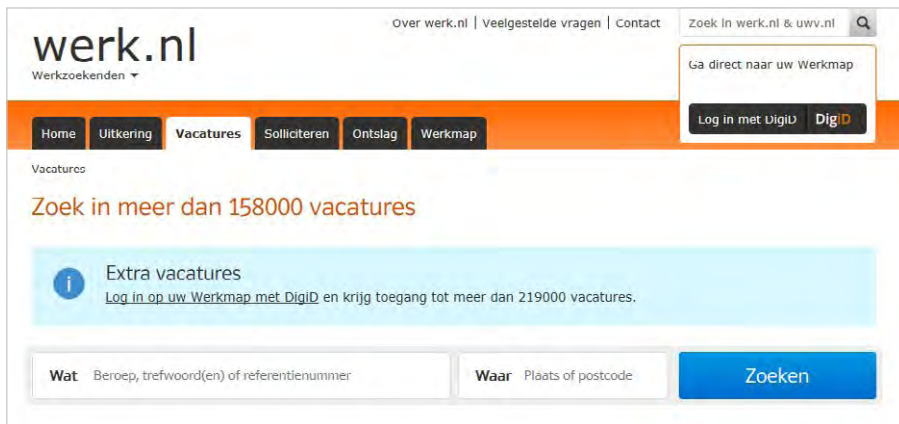 Over werk.nl | Veelgestelde vragen | Contact
Zoek in werk.nl & uwv.nl
werk.nl
Werkzoekenden
Ga direct naar uw Werkmap
Log in met DigiD DigiD
Home Uitkering Vacatures Solliciteren Ontslag Werkmap
Vacatures
Zoek in meer dan 158000 vacatures
i
Extra vacatures
Log in op uw Werkmap met DigiD en krijg toegang tot meer dan 219000 vacatures.
Wat Beroep, trefwoord(en) of referentienummer Waar Plaats of postcode Zoeken